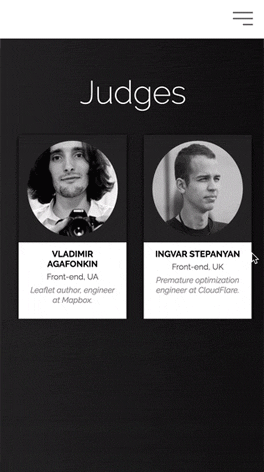 Judges
VLADIMIR
AGAFONKIN
Front-end, UA
Leaflet author, engineer
at Mapbox.
INGVAR STEPANYAN
Front-end, UK
Premature optimization
engineer at CloudFlare.